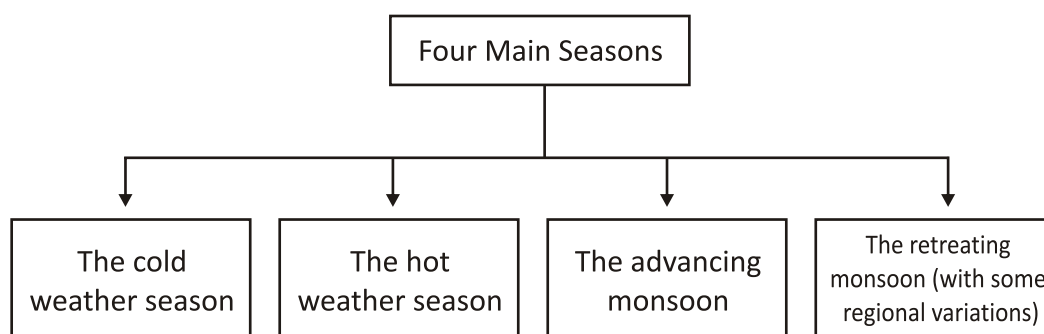 Four Main Seasons
The cold
weather season
The hot
weather season
The advancing
monsoon
The retreating
monsoon (with some
regional variations)